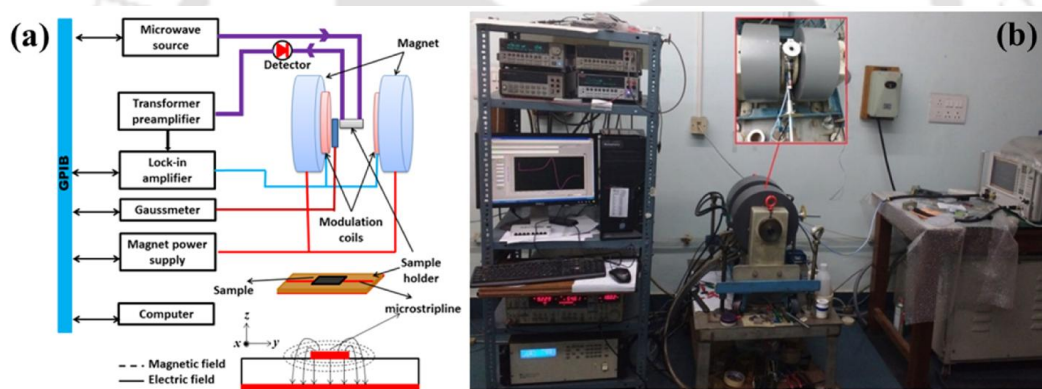 (a)
Microwave
source
Detector
Magnet
Transformer
preamplifier
GPIB
Lock-in
amplifier
Gaussmeter
Modulation
coils
Magnet power
supply
Sample
holder
Sample
microstripline
Computer
z
x
y
Magnetic field
Electric field
(b)